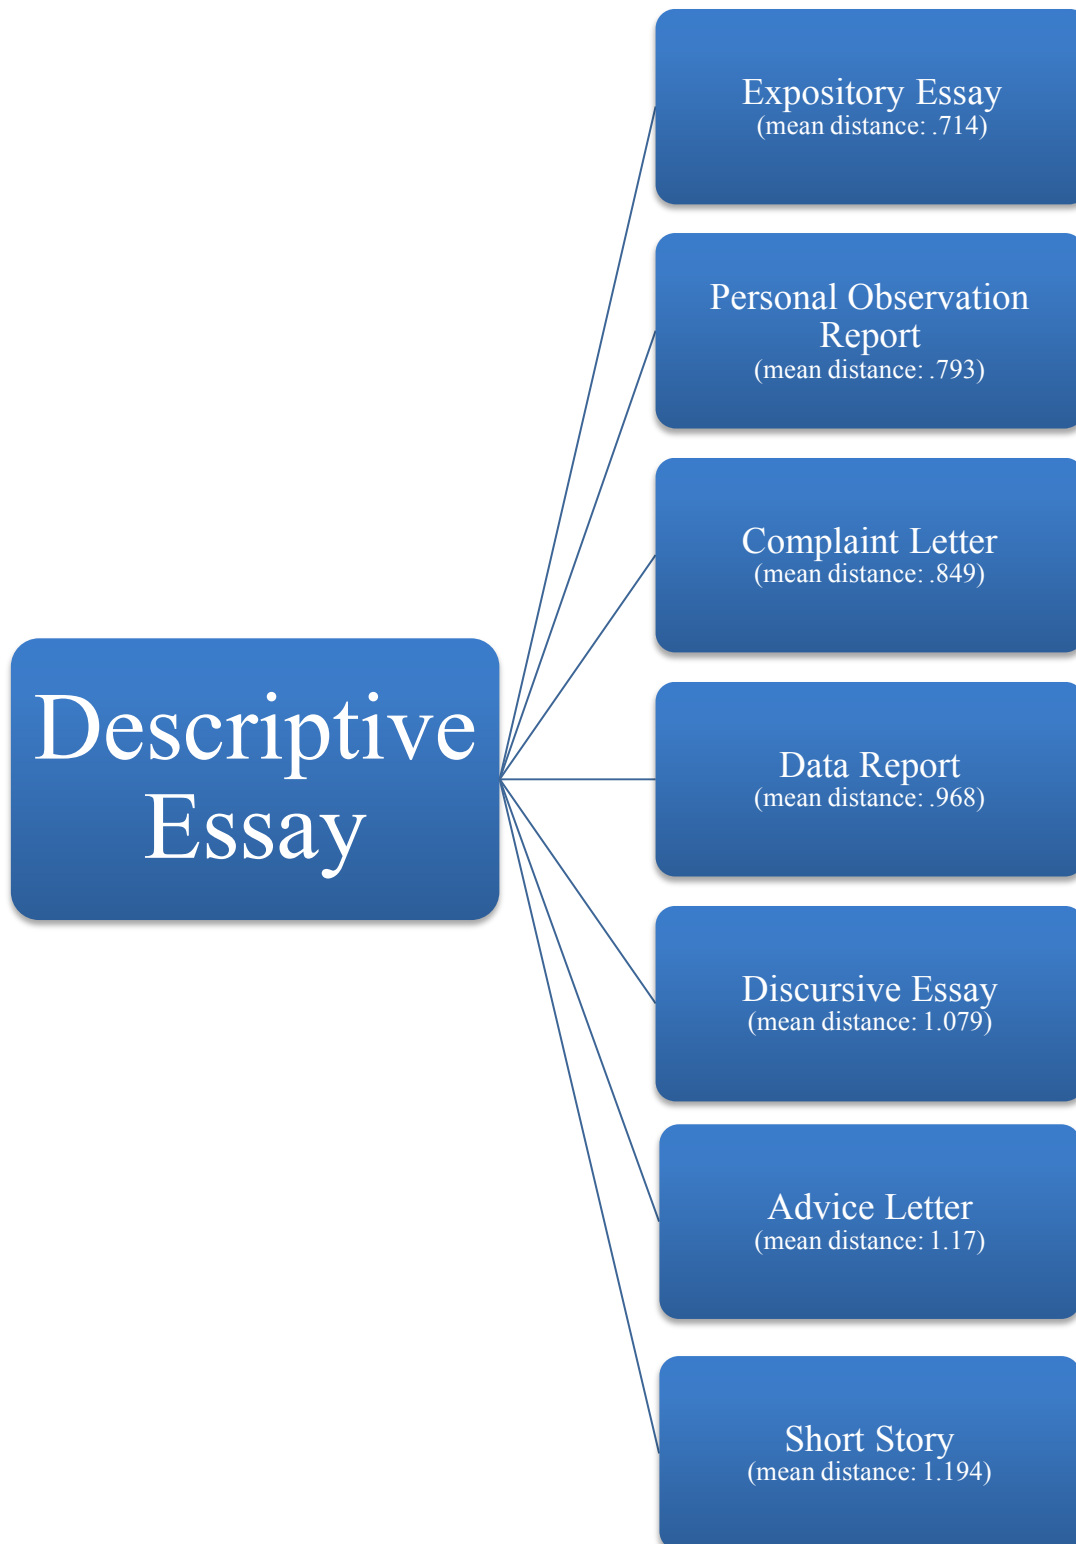 Expository Essay
(mean distance: .714)
Personal Observation
Report
(mean distance: .793)
Complaint Letter
(mean distance: .849)
Descriptive
Essay
Data Report
(mean distance: .968)
Discursive Essay
(mean distance: 1.079)
Advice Letter
(mean distance: 1.17)
Short Story
(mean distance: 1.194)